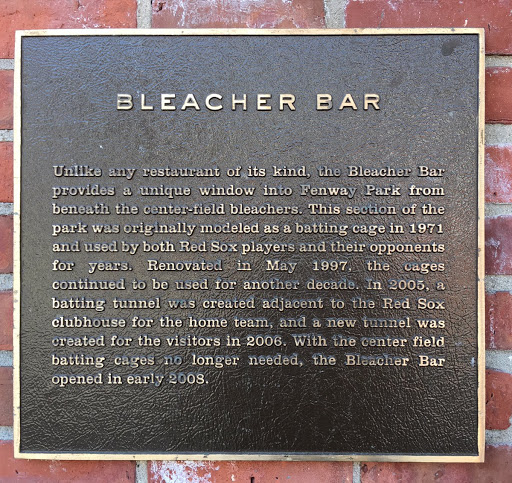 BLEACHER BAR
Unlike any restaurant of its kind, the Bleacher Bar
provides a unique window into Fenway Park from
beneath the center-field bleachers. This section of the
park was originally modeled as a batting cage in 1971
and used by both Red Sox players and their opponents
for years. Renovated in May 1997, the cages
continued to be used for another decade. In 2005, a
batting tunnel was created adjacent to the Red Sox
clubhouse for the home team, and a new tunnel was
created for the visitors in 2006. With the center field
batting cages no longer needed, the Bleacher Bar
opened in early 2008.